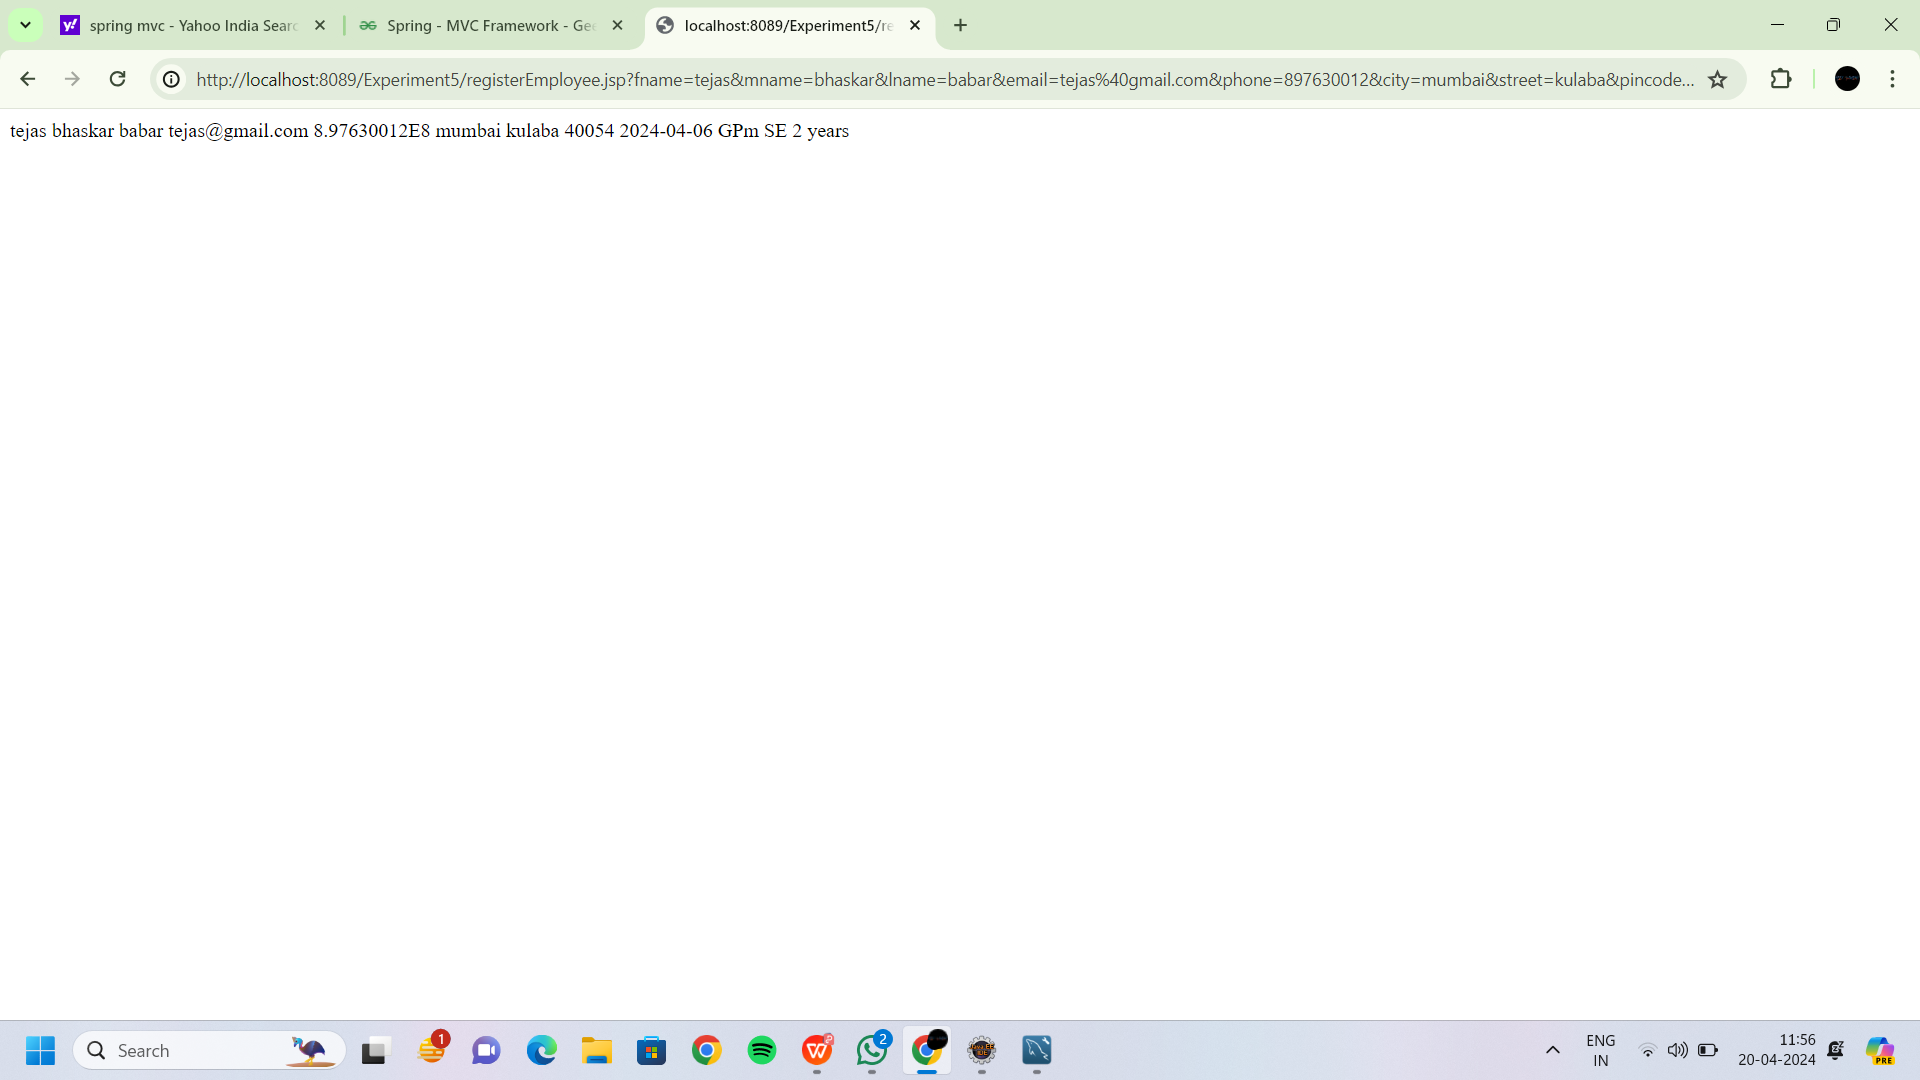 spring mvc - Yahoo India Searc
Spring - MVC Framework - Gee
localhost:8089/Experiment5/re
http://localhost:8089/Experiment5/registerEmployee.jsp?fname=tejas&mname=bhaskar&lname=babar&email=tejas%40gmail.com&phone=897630012&city=mumbai&street=kulaba&pincode...
tejas bhaskar babar tejas@gmail.com 8.97630012E8 mumbai kulaba 40054 2024-04-06 GPm SE 2 years
Search
1
2
ENG
IN
11:56
20-04-2024
PRE